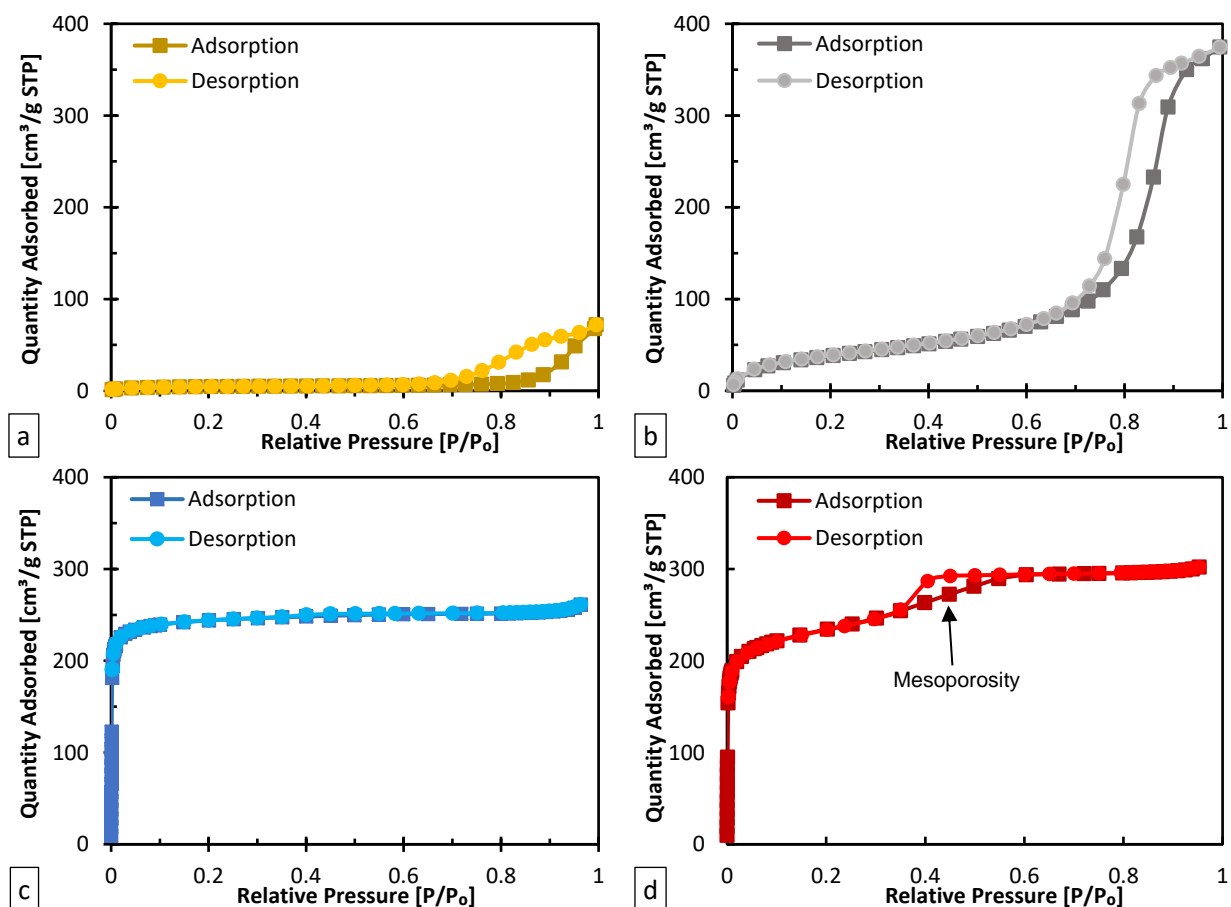 400
300
200
100
0
Quantity Adsorbed [cm³/g STP]
Adsorption
Desorption
0
0.2
0.4
0.6
0.8
1
Relative Pressure [P/Pₒ]
a
400
300
200
100
0
Quantity Adsorbed [cm³/g STP]
Adsorption
Desorption
0
0.2
0.4
0.6
0.8
1
Relative Pressure [P/Pₒ]
b
400
300
200
100
0
Quantity Adsorbed [cm³/g STP]
Adsorption
Desorption
0
0.2
0.4
0.6
0.8
1
Relative Pressure [P/Pₒ]
c
400
300
200
100
0
Quantity Adsorbed [cm³/g STP]
Adsorption
Desorption
Mesoporosity
0
0.2
0.4
0.6
0.8
1
Relative Pressure [P/Pₒ]
d